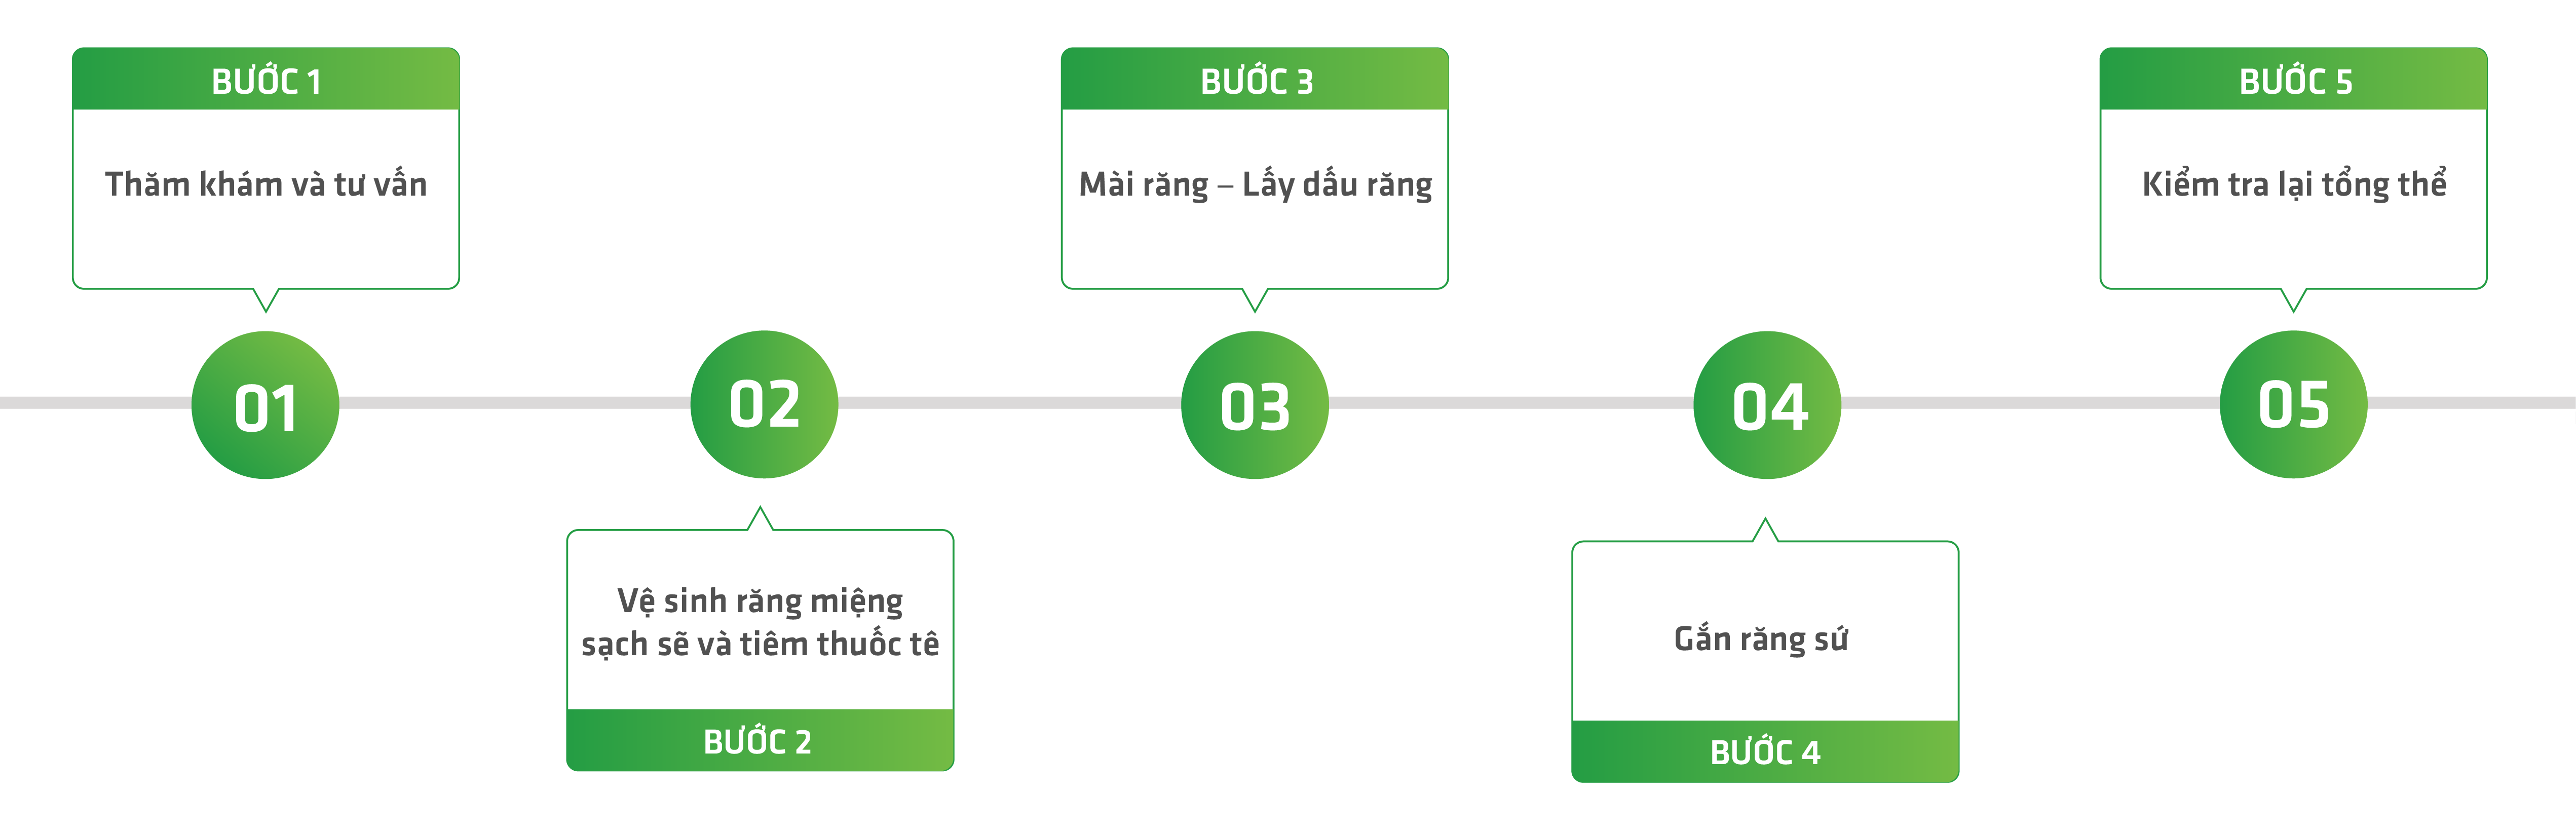 BƯỚC 1
Thăm khám và tư vấn
01
02
Vệ sinh răng miệng
sạch sẽ và tiêm thuốc tê
BƯỚC 2
BƯỚC 3
Mài răng – Lấy dấu răng
03
04
Gắn răng sứ
BƯỚC 4
BƯỚC 5
Kiểm tra lại tổng thể
05